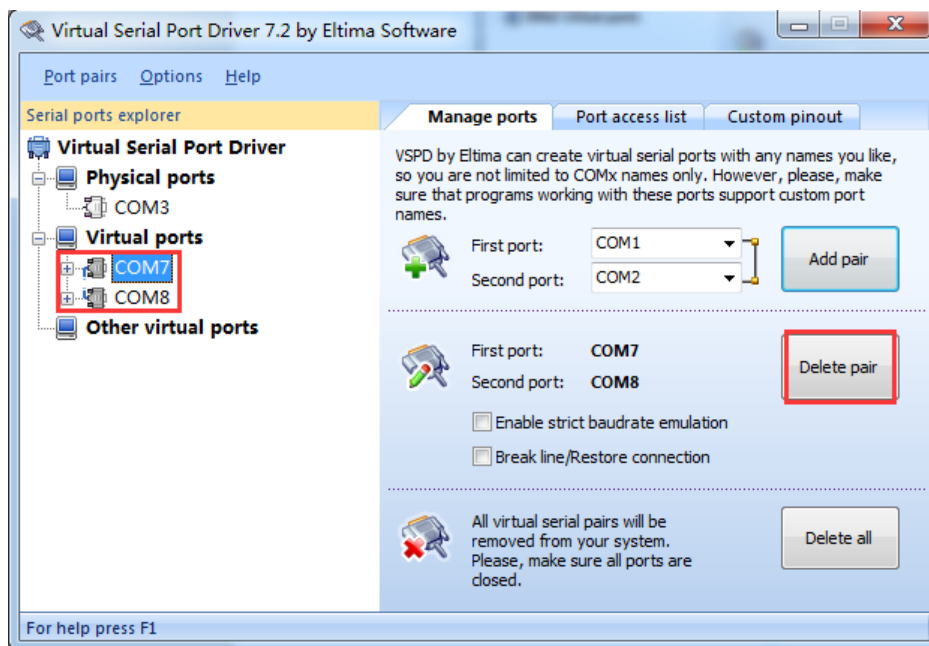 Virtual Serial Port Driver 7.2 by Eltima Software
Port pairs Options Help
Serial ports explorer
Virtual Serial Port Driver
Physical ports
COM3
Virtual ports
COM7
COM8
Other virtual ports
Manage ports Port access list Custom pinout
VSPD by Eltima can create virtual serial ports with any names you like,
so you are not limited to COMx names only. However, please, make
sure that programs working with these ports support custom port
names.
First port: COM1
Second port: COM2
Add pair
First port: COM7
Second port: COM8
Delete pair
Enable strict baudrate emulation
Break line/Restore connection
All virtual serial pairs will be
removed from your system.
Please, make sure all ports are
closed.
Delete all
For help press F1